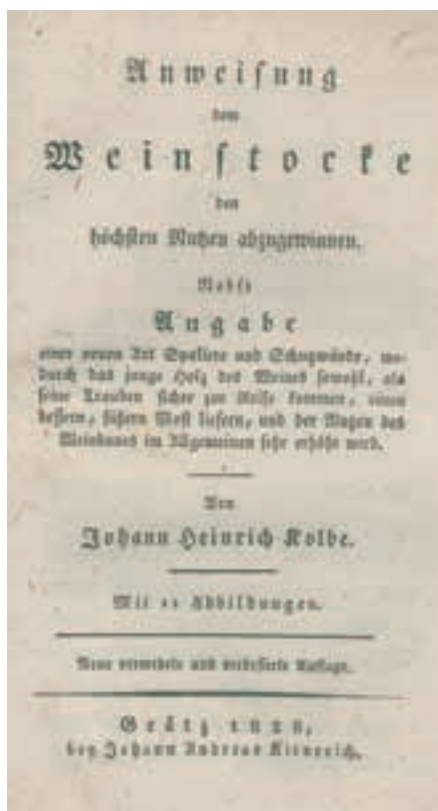 Anweisung
dem
Weinstocke
den
höchsten Nutzen abzugewinnen.
Nebst
Angabe
einer neuen Art Spaliere und Schutzwände, wo-
durch das junge Holz des Weines sowohl, als
seine Trauben sicher zur Reife kommen, einen
bessern, süßern Most liefern, und der Nutzen des
Weinbaues im Allgemeinen sehr erhöht wird.
Von
Johann Heinrich Kolbe.
Mit Abbildungen.
Neue vermehrte und verbesserte Auflage.
Grätz
bey Johann Andreas Kienreich.